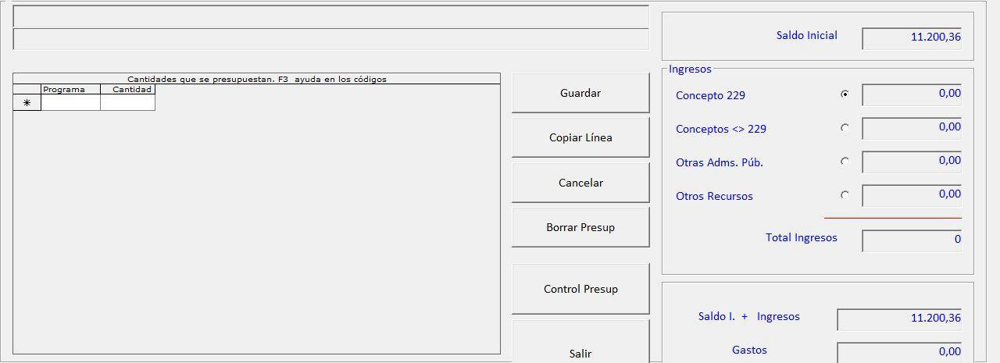 Saldo Inicial 11.200,36
Cantidades que se presupuestan. F3 ayuda en los códigos
Programa Cantidad
*
Guardar
Copiar Línea
Cancelar
Borrar Presup
Control Presup
Salir
Ingresos
Concepto 229 0,00
Conceptos <> 229 0,00
Otras Adms. Púb. 0,00
Otros Recursos 0,00
Total Ingresos 0
Saldo I. + Ingresos 11.200,36
Gastos 0,00